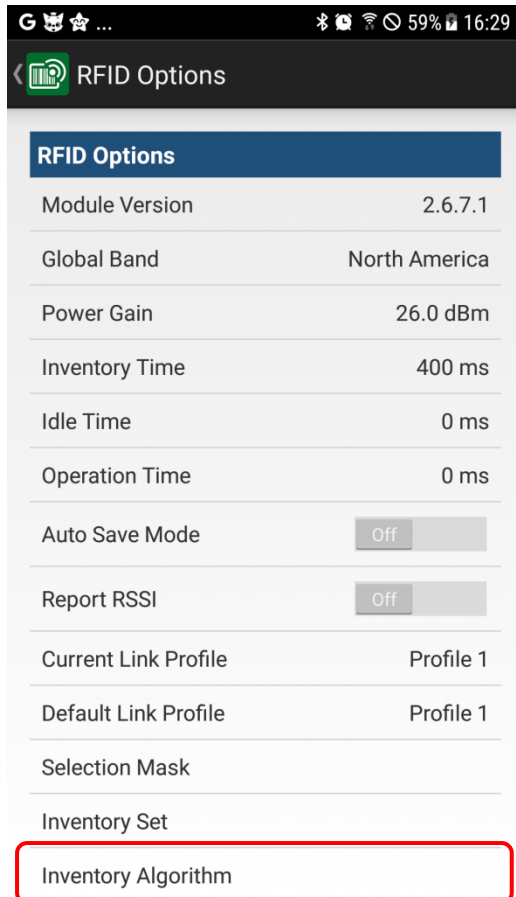 G ... 59% 16:29
RFID Options
RFID Options
Module Version 2.6.7.1
Global Band North America
Power Gain 26.0 dBm
Inventory Time 400 ms
Idle Time 0 ms
Operation Time 0 ms
Auto Save Mode Off
Report RSSI Off
Current Link Profile Profile 1
Default Link Profile Profile 1
Selection Mask
Inventory Set
Inventory Algorithm